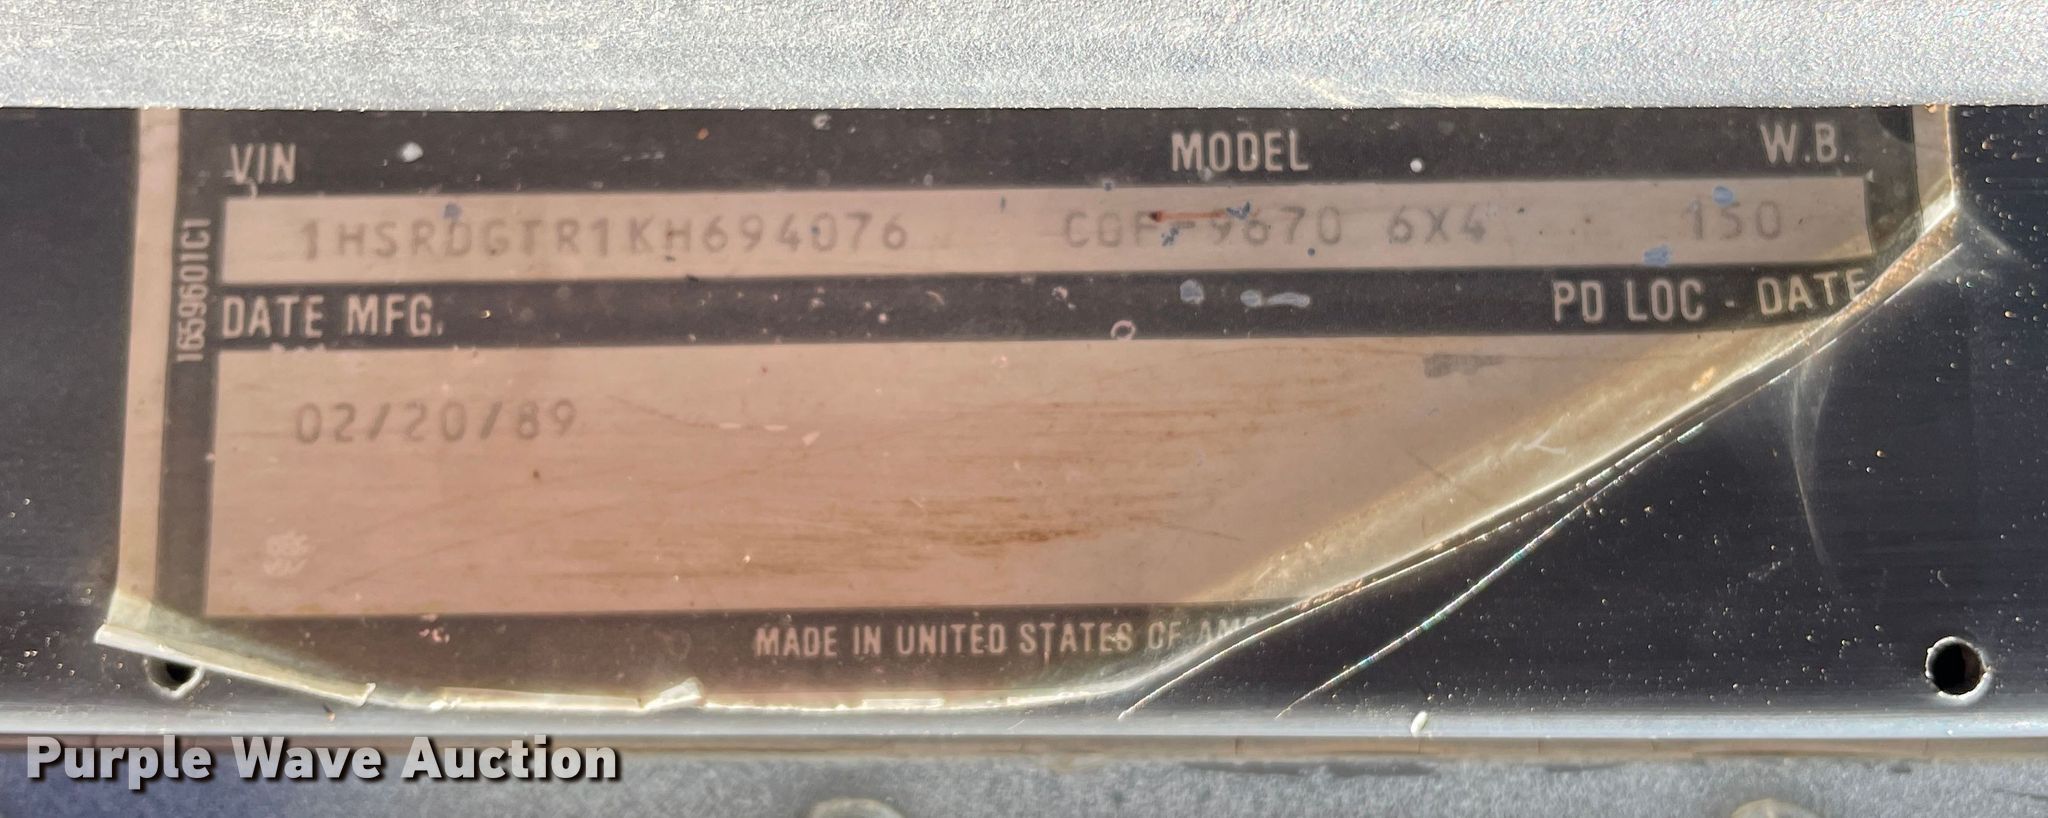 VIN MODEL W.B.
1HSRDGTR1KH694076 COF-9670 6X4 150
1659601C1
DATE MFG. PD LOC - DATE
02/20/89
MADE IN UNITED STATES OF
Purple Wave Auction